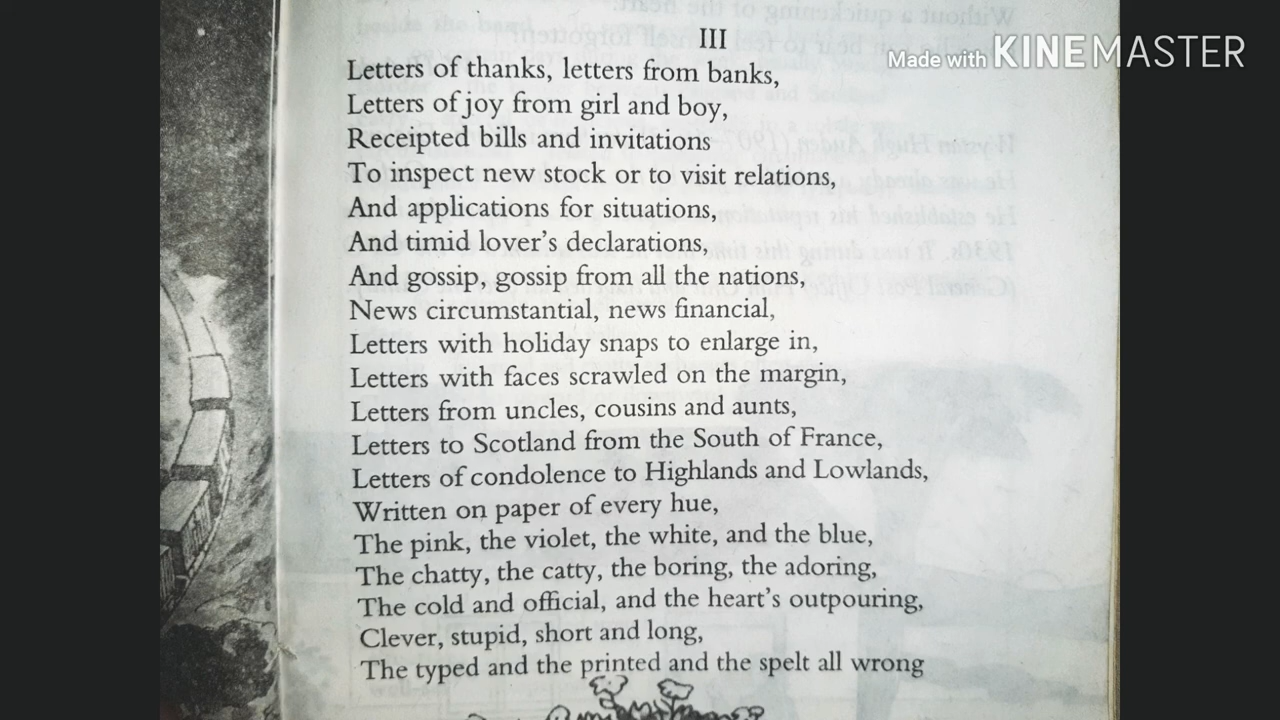 Made with KINEMASTER
III
Letters of thanks, letters from banks,
Letters of joy from girl and boy,
Receipted bills and invitations
To inspect new stock or to visit relations,
And applications for situations,
And timid lover's declarations,
And gossip, gossip from all the nations,
News circumstantial, news financial,
Letters with holiday snaps to enlarge in,
Letters with faces scrawled on the margin,
Letters from uncles, cousins and aunts,
Letters to Scotland from the South of France,
Letters of condolence to Highlands and Lowlands,
Written on paper of every hue,
The pink, the violet, the white, and the blue,
The chatty, the catty, the boring, the adoring,
The cold and official, and the heart's outpouring,
Clever, stupid, short and long,
The typed and the printed and the spelt all wrong